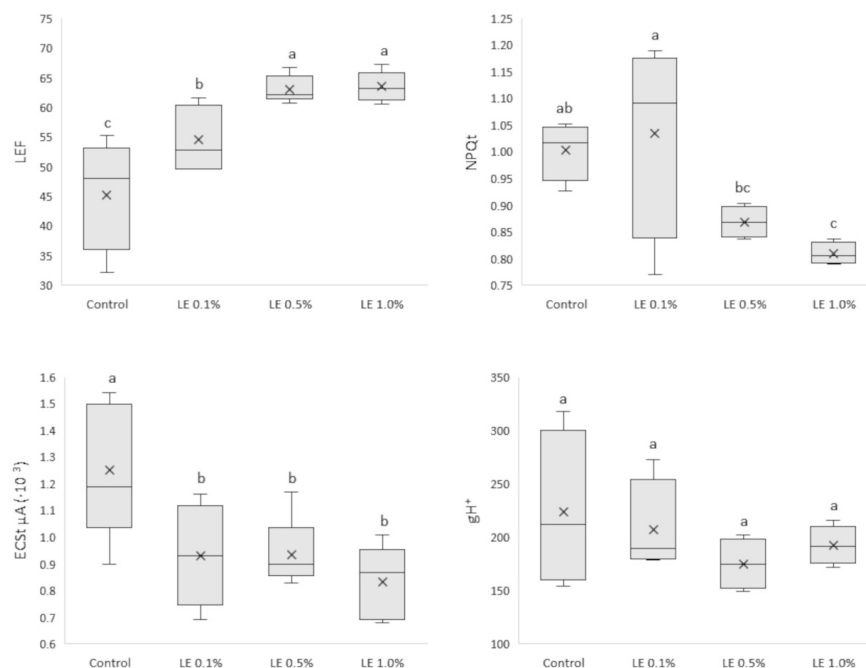 75
70
65
60
55
50
45
40
35
30
LEF
c
b
a
a
Control LE 0.1% LE 0.5% LE 1.0%
1.25
1.20
1.15
1.10
1.05
1.00
0.95
0.90
0.85
0.80
0.75
NPQt
ab
a
bc
c
Control LE 0.1% LE 0.5% LE 1.0%
1.6
1.5
1.4
1.3
1.2
1.1
1.0
0.9
0.8
0.7
0.6
ECSt µA (·10 ³)
a
b
b
b
Control LE 0.1% LE 0.5% LE 1.0%
350
300
250
200
150
100
gH⁺
a
a
a
a
Control LE 0.1% LE 0.5% LE 1.0%